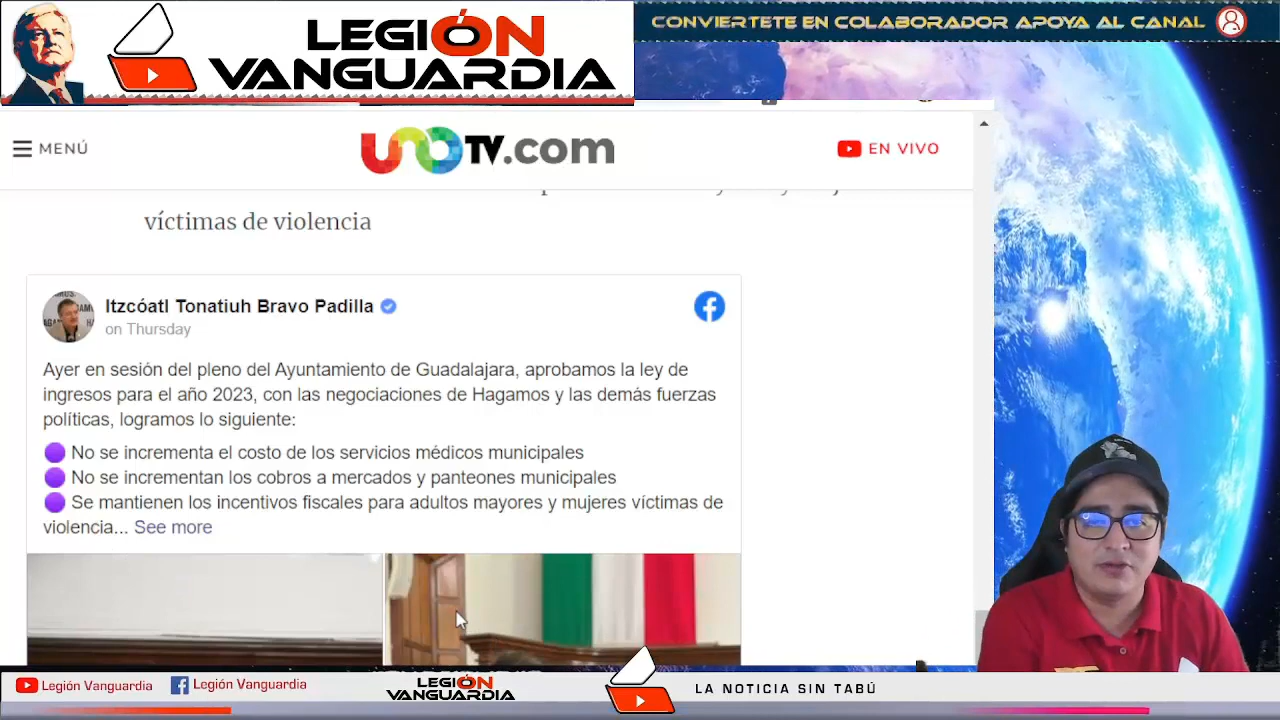 LEGIÓN
VANGUARDIA
CONVIERTETE EN COLABORADOR APOYA AL CANAL
MENÚ
unoTV.com
EN VIVO
víctimas de violencia
Itzcóatl Tonatiuh Bravo Padilla
on Thursday
Ayer en sesión del pleno del Ayuntamiento de Guadalajara, aprobamos la ley de
ingresos para el año 2023, con las negociaciones de Hagamos y las demás fuerzas
políticas, logramos lo siguiente:
No se incrementa el costo de los servicios médicos municipales
No se incrementan los cobros a mercados y panteones municipales
Se mantienen los incentivos fiscales para adultos mayores y mujeres víctimas de
violencia... See more
Legión Vanguardia
Legión Vanguardia
LEGIÓN
VANGUARDIA
LA NOTICIA SIN TABÚ